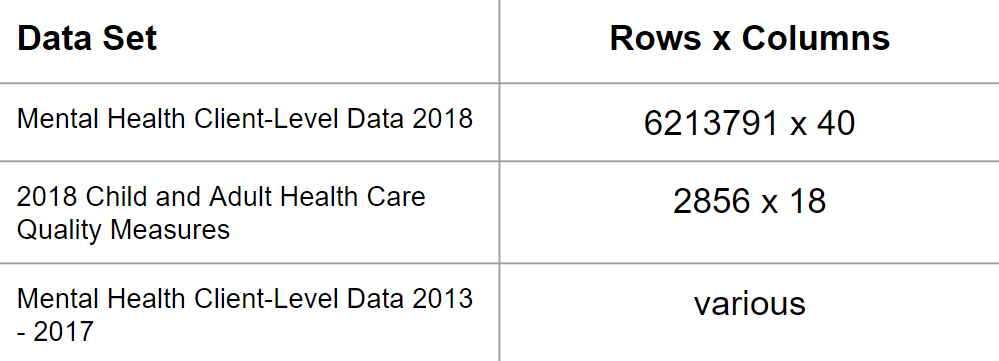 Data Set
Rows x Columns
Mental Health Client-Level Data 2018
6213791 x 40
2018 Child and Adult Health Care
Quality Measures
2856 x 18
Mental Health Client-Level Data 2013
- 2017
various